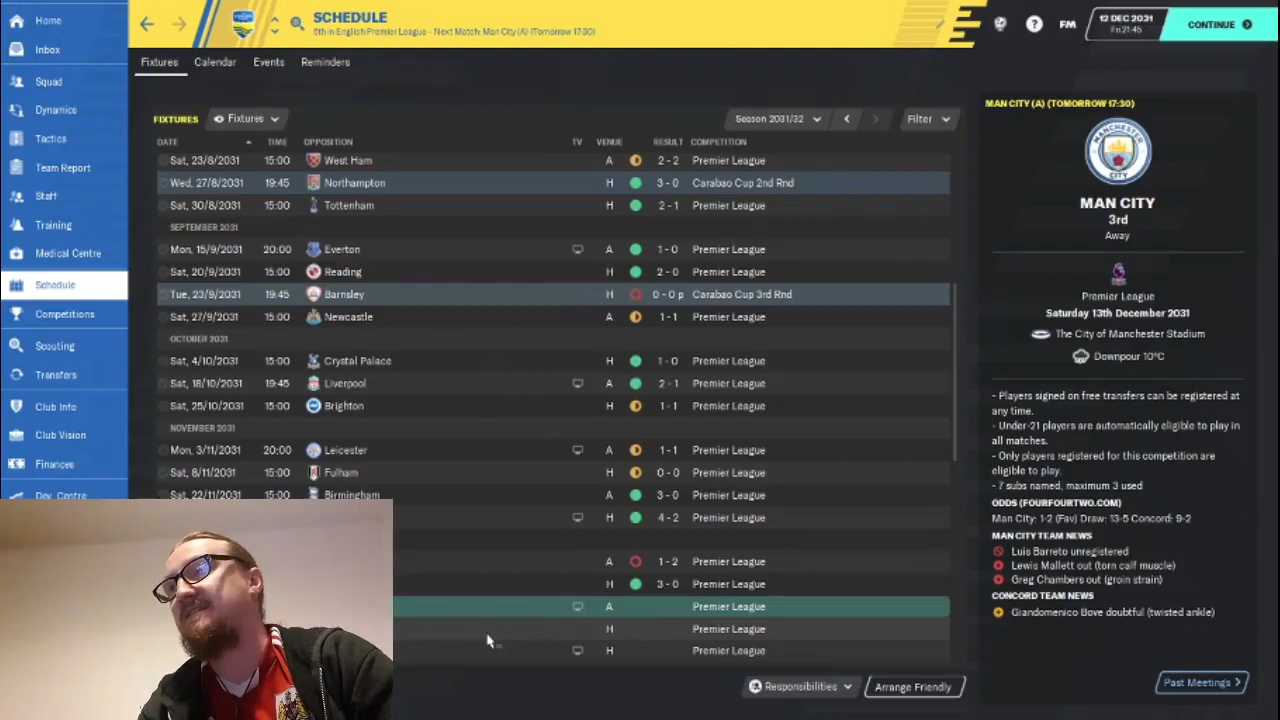 Home
Inbox
Squad
Dynamics
Tactics
Team Report
Staff
Training
Medical Centre
Schedule
Competitions
Scouting
Transfers
Club Info
Club Vision
Finances
Dev. Centre
SCHEDULE
6th in English Premier League - Next Match: Man City (A) (Tomorrow 17:30)
? FM
12 DEC 2031
Fri 21:45
CONTINUE
Fixtures Calendar Events Reminders
FIXTURES Fixtures Season 2031/32 Filter
DATE TIME OPPOSITION TV VENUE RESULT COMPETITION
Sat, 23/8/2031 15:00 West Ham A 2 - 2 Premier League
Wed, 27/8/2031 19:45 Northampton H 3 - 0 Carabao Cup 2nd Rnd
Sat, 30/8/2031 15:00 Tottenham H 2 - 1 Premier League
SEPTEMBER 2031
Mon, 15/9/2031 20:00 Everton A 1 - 0 Premier League
Sat, 20/9/2031 15:00 Reading H 2 - 0 Premier League
Tue, 23/9/2031 19:45 Barnsley H 0 - 0 p Carabao Cup 3rd Rnd
Sat, 27/9/2031 15:00 Newcastle A 1 - 1 Premier League
OCTOBER 2031
Sat, 4/10/2031 15:00 Crystal Palace H 1 - 0 Premier League
Sat, 18/10/2031 19:45 Liverpool A 2 - 1 Premier League
Sat, 25/10/2031 15:00 Brighton H 1 - 1 Premier League
NOVEMBER 2031
Mon, 3/11/2031 20:00 Leicester A 1 - 1 Premier League
Sat, 8/11/2031 15:00 Fulham H 0 - 0 Premier League
Sat, 22/11/2031 15:00 Birmingham A 3 - 0 Premier League
H 4 - 2 Premier League
A 1 - 2 Premier League
H 3 - 0 Premier League
A Premier League
H Premier League
H Premier League
Responsibilities Arrange Friendly
MAN CITY (A) (TOMORROW 17:30)
MANCHESTER
CITY
MAN CITY
3rd
Away
Premier League
Saturday 13th December 2031
The City of Manchester Stadium
Downpour 10°C
- Players signed on free transfers can be registered at
any time.
- Under-21 players are automatically eligible to play in
all matches.
- Only players registered for this competition are
eligible to play.
- 7 subs named, maximum 3 used
ODDS (FOURFOURTWO.COM)
Man City: 1-2 (Fav) Draw: 13-5 Concord: 9-2
MAN CITY TEAM NEWS
Luis Barreto unregistered
Lewis Mallett out (torn calf muscle)
Greg Chambers out (groin strain)
CONCORD TEAM NEWS
Giandomenico Bove doubtful (twisted ankle)
Past Meetings >